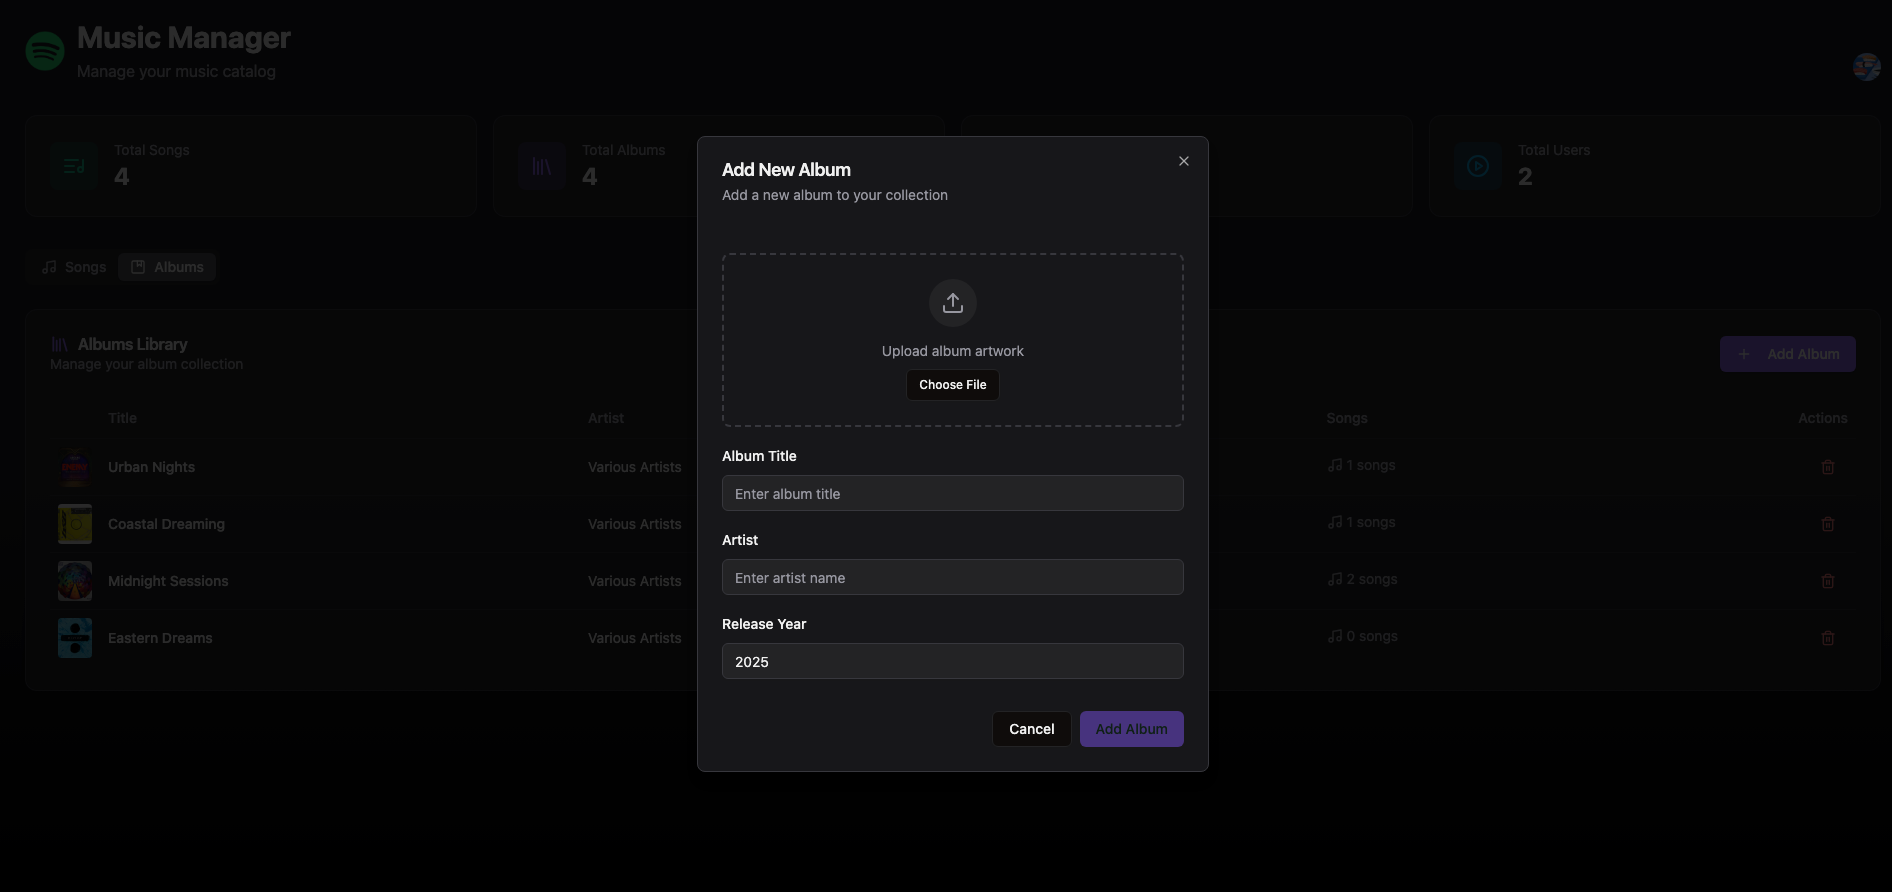 Music Manager
Manage your music catalog
Total Songs
4
Total Albums
4
Total Users
2
Songs
Albums
Albums Library
Manage your album collection
Add Album
Title
Artist
Songs
Actions
Urban Nights
Various Artists
1 songs
Coastal Dreaming
Various Artists
1 songs
Midnight Sessions
Various Artists
2 songs
Eastern Dreams
Various Artists
0 songs
Add New Album
Add a new album to your collection
Upload album artwork
Choose File
Album Title
Enter album title
Artist
Enter artist name
Release Year
2025
Cancel
Add Album